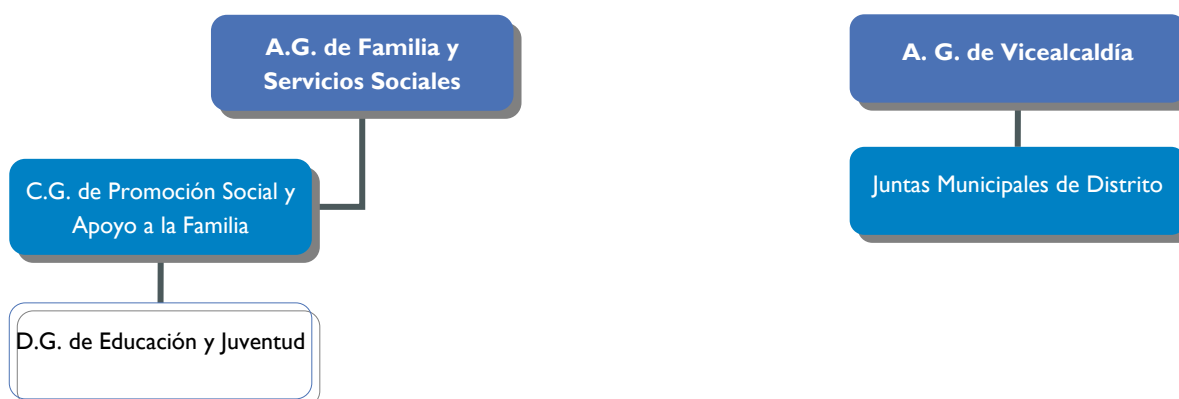 A.G. de Familia y
Servicios Sociales
A. G. de Vicealcaldía
C.G. de Promoción Social y
Apoyo a la Familia
Juntas Municipales de Distrito
D.G. de Educación y Juventud